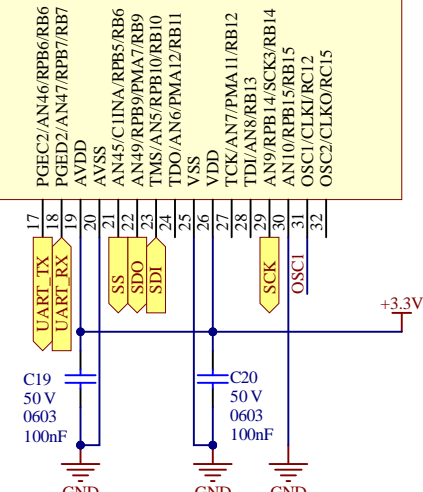 PGEC2/AN46/RPB6/RB6
PGED2/AN47/RPB7/RB7
AVDD
AVSS
AN45/C1INA/RPB5/RB6
AN49/RPB9/PMA7/RB9
TMS/AN5/RPB10/RB10
TDO/AN6/PMA12/RB11
VSS
VDD
TCK/AN7/PMA11/RB12
TDI/AN8/RB13
AN9/RPB14/SCK3/RB14
AN10/RPB15/RB15
OSC1/CLKI/RC12
OSC2/CLKO/RC15
17
18
19
20
21
22
23
24
25
26
27
28
29
30
31
32
UART_TX
UART_RX
SS
SDO
SDI
SCK
OSC1
+3.3V
C19
50 V
0603
100nF
C20
50 V
0603
100nF
GND
GND
GND